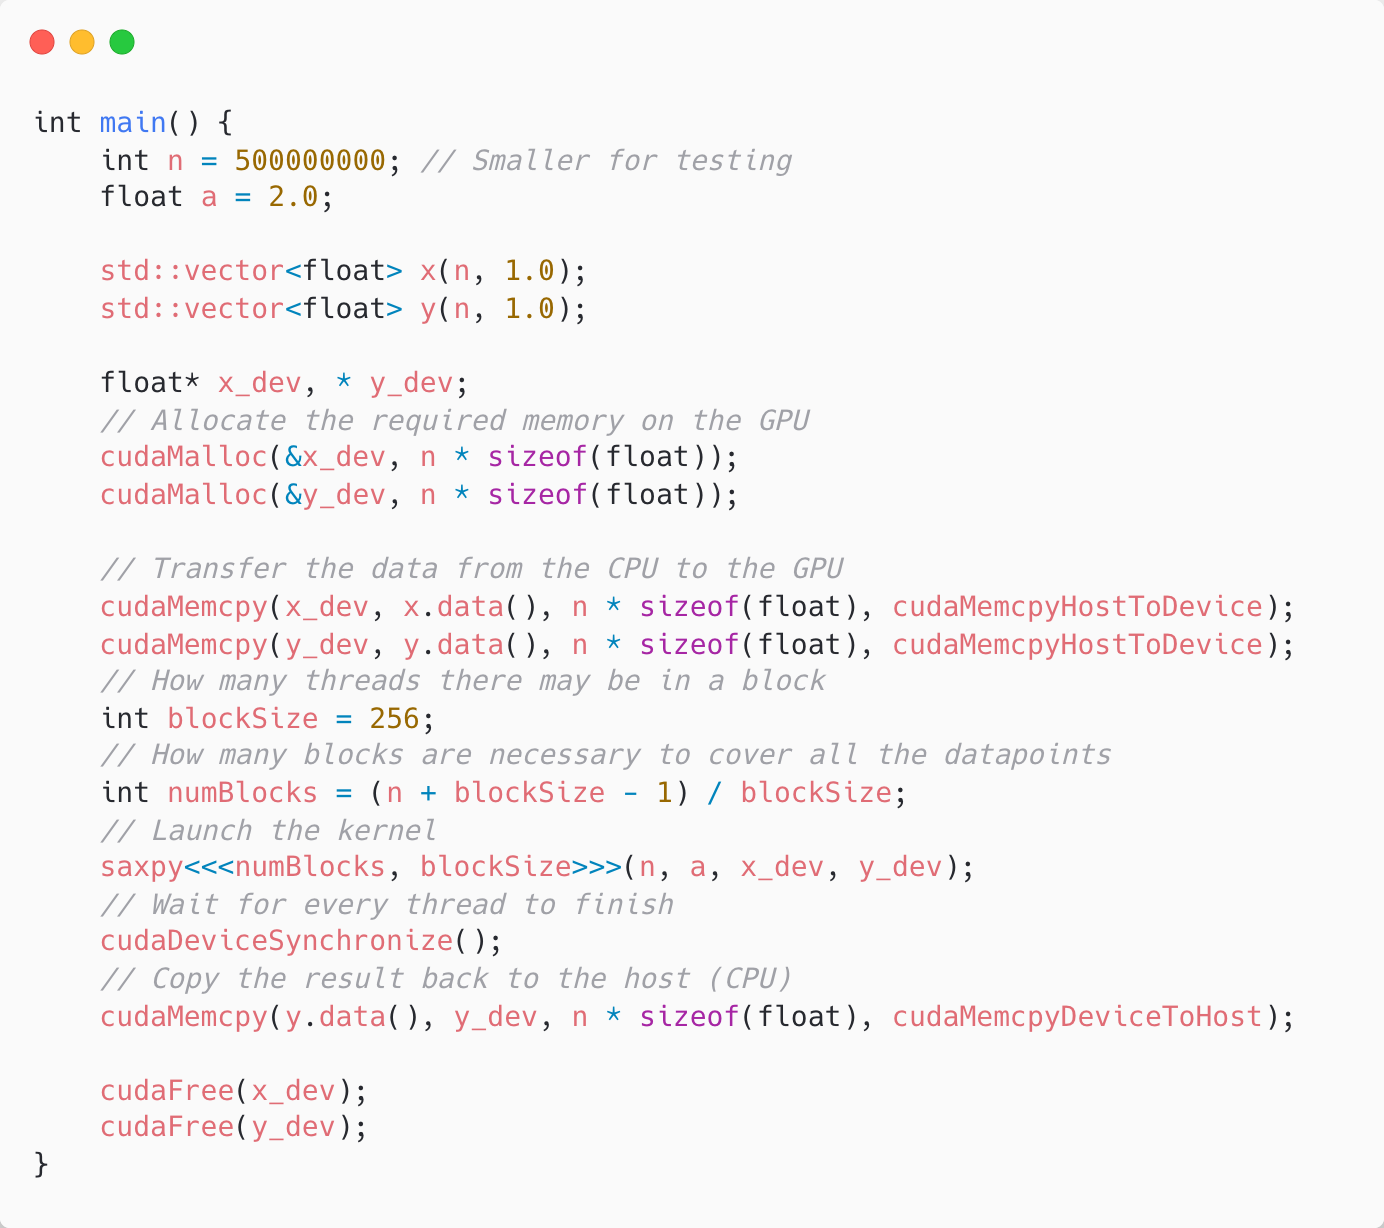 int main() {
    int n = 500000000; // Smaller for testing
    float a = 2.0;
    std::vector<float> x(n, 1.0);
    std::vector<float> y(n, 1.0);
    float* x_dev, * y_dev;
    // Allocate the required memory on the GPU
    cudaMalloc(&x_dev, n * sizeof(float));
    cudaMalloc(&y_dev, n * sizeof(float));
    // Transfer the data from the CPU to the GPU
    cudaMemcpy(x_dev, x.data(), n * sizeof(float), cudaMemcpyHostToDevice);
    cudaMemcpy(y_dev, y.data(), n * sizeof(float), cudaMemcpyHostToDevice);
    // How many threads there may be in a block
    int blockSize = 256;
    // How many blocks are necessary to cover all the datapoints
    int numBlocks = (n + blockSize - 1) / blockSize;
    // Launch the kernel
    saxpy<<<numBlocks, blockSize>>>(n, a, x_dev, y_dev);
    // Wait for every thread to finish
    cudaDeviceSynchronize();
    // Copy the result back to the host (CPU)
    cudaMemcpy(y.data(), y_dev, n * sizeof(float), cudaMemcpyDeviceToHost);
    cudaFree(x_dev);
    cudaFree(y_dev);
}